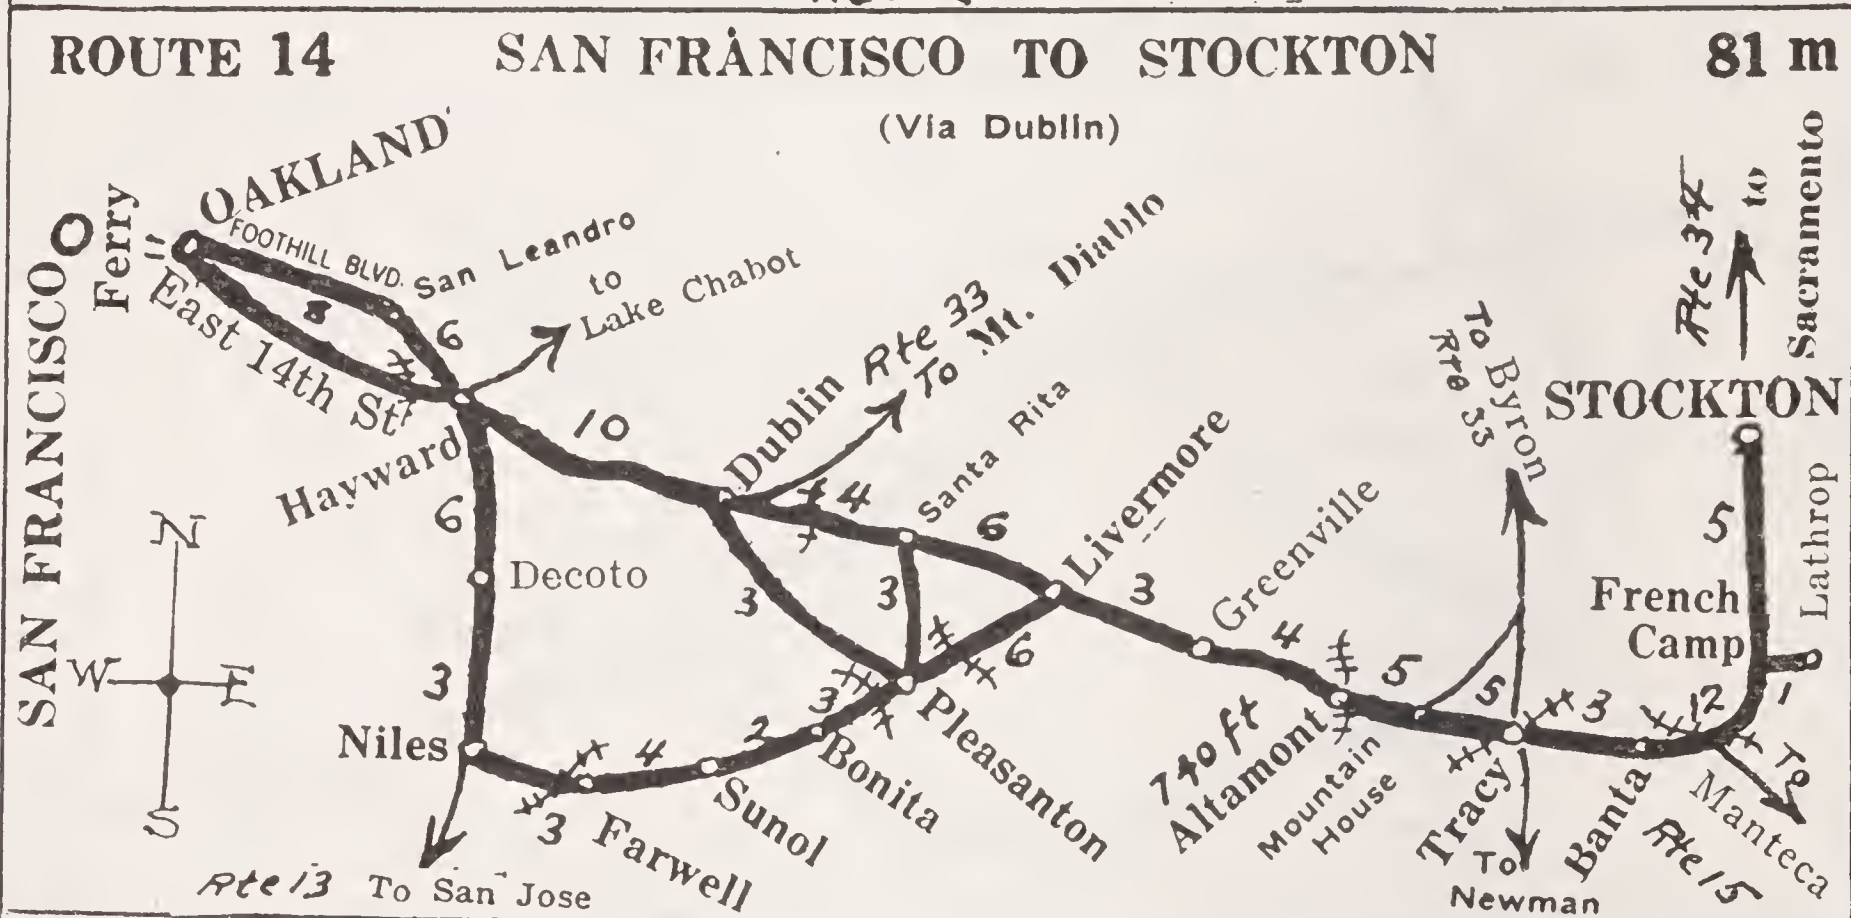 ROUTE 14 SAN FRANCISCO TO STOCKTON 81 m
(Via Dublin)
SAN FRANCISCO
Ferry
OAKLAND
FOOTHILL BLVD.
San Leandro
8
6
East 14th St
to
Lake Chabot
Hayward
10
Dublin
Rte 33
To Mt. Diablo
4
Santa Rita
6
Livermore
3
Greenville
4
740 ft
Altamont
5
Mountain
House
5
To Byron
Rte 33
Tracy
To
Newman
3
Banta
12
To
Manteca
Rte 15
1
Lathrop
French
Camp
5
STOCKTON
Rte 34
to
Sacramento
6
Decoto
3
Niles
Rte 13 To San Jose
3
Farwell
4
Sunol
2
Bonita
3
Pleasanton
3
3
6
N
W E
S